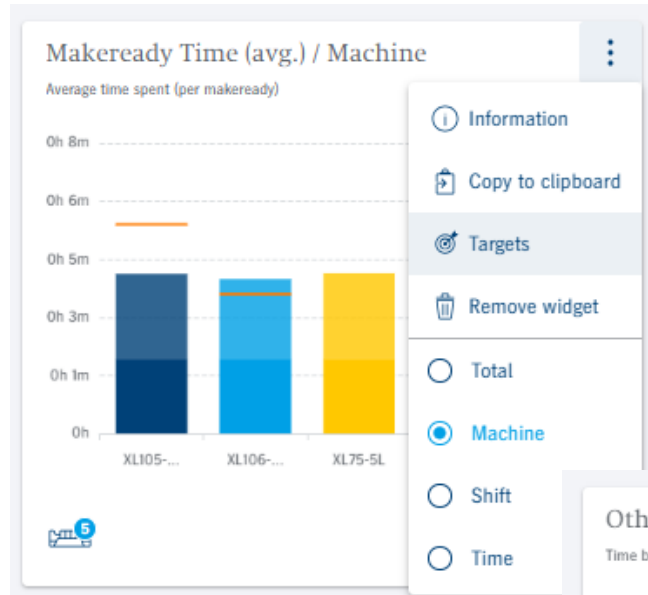 Makeready Time (avg.) / Machine
Average time spent (per makeready)
0h 8m
0h 6m
0h 5m
0h 3m
0h 1m
0h
XL105-...
XL106-...
XL75-5L
5
Information
Copy to clipboard
Targets
Remove widget
Total
Machine
Shift
Time
Oth
Time b